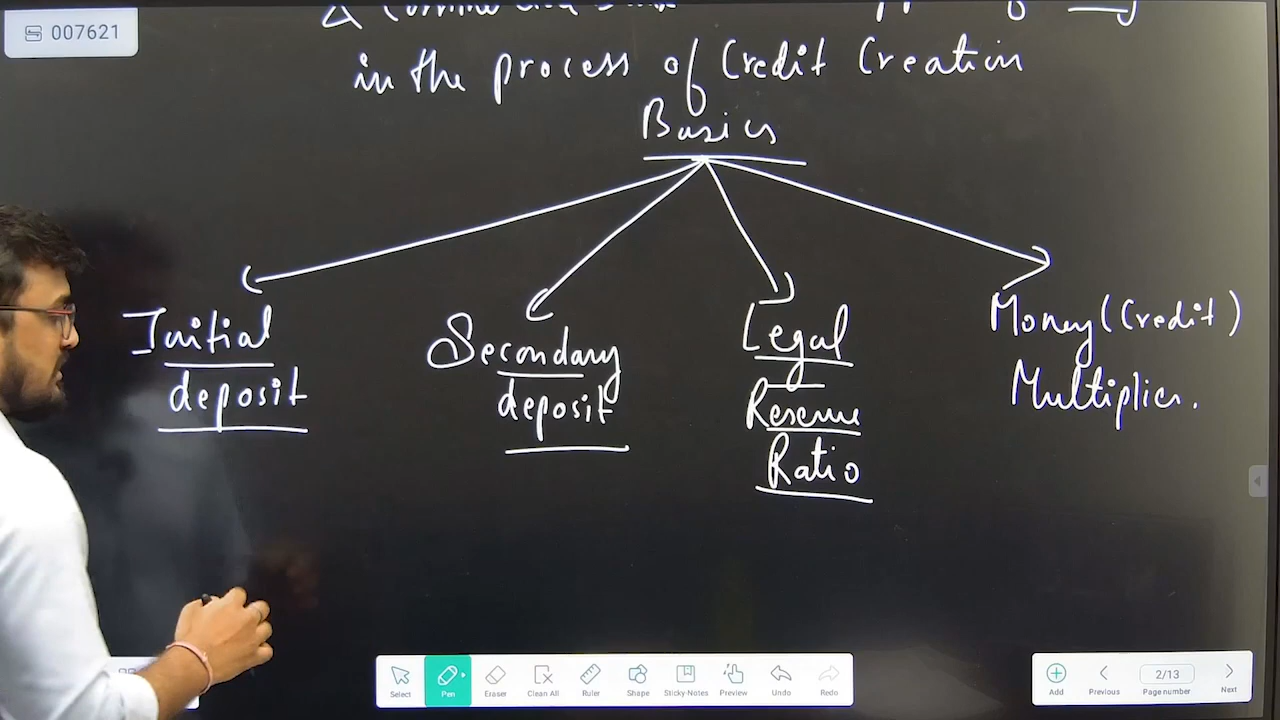 007621
in the process of Credit Creation
Basics
Initial
deposit
Secondary
deposit
Legal
Reserve
Ratio
Money (Credit)
Multiplier.
Select
Pen
Eraser
Clean All
Ruler
Shape
Sticky-Notes
Preview
Undo
Redo
Add
Previous
2/13
Page number
Next